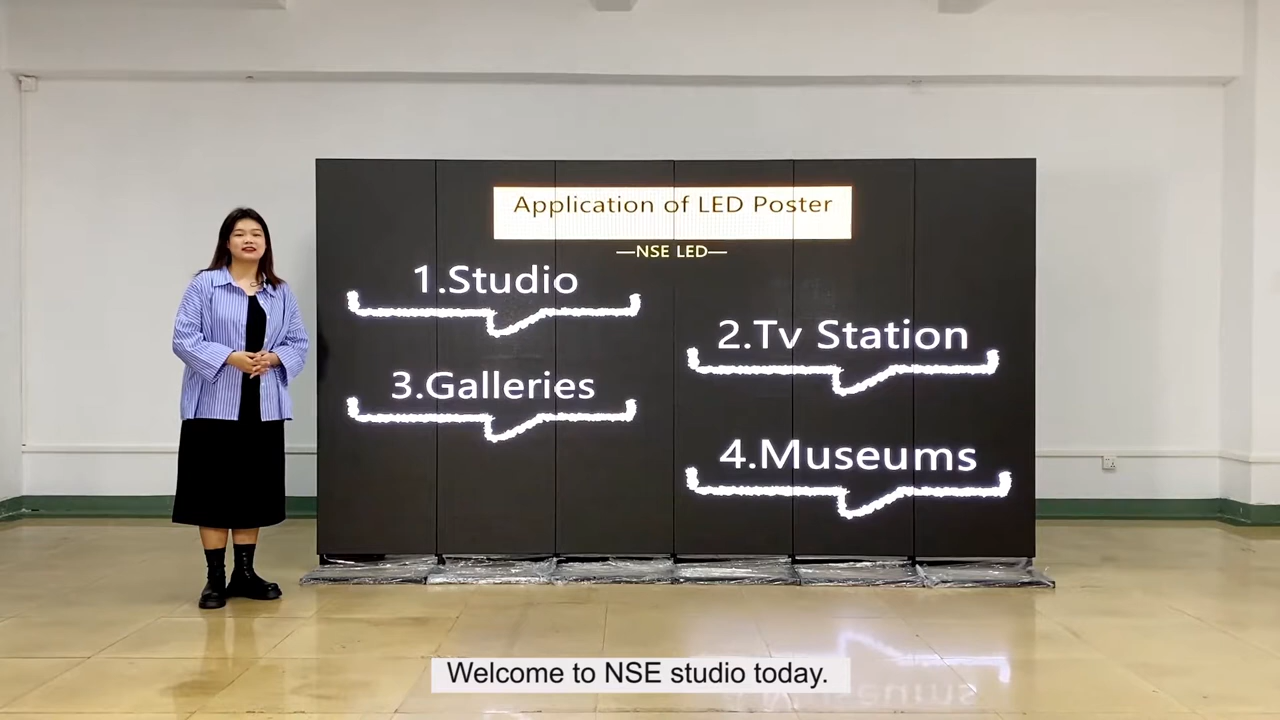 Application of LED Poster
—NSE LED—
1.Studio
2.Tv Station
3.Galleries
4.Museums
Welcome to NSE studio today.